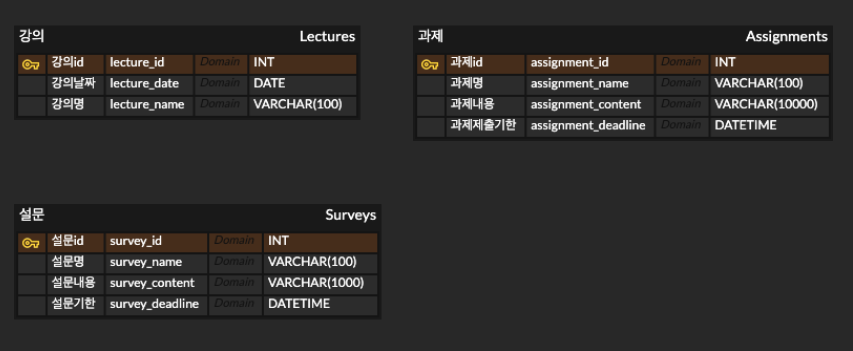 강의 Lectures
강의id lecture_id Domain INT
강의날짜 lecture_date Domain DATE
강의명 lecture_name Domain VARCHAR(100)
과제 Assignments
과제id assignment_id Domain INT
과제명 assignment_name Domain VARCHAR(100)
과제내용 assignment_content Domain VARCHAR(10000)
과제제출기한 assignment_deadline Domain DATETIME
설문 Surveys
설문id survey_id Domain INT
설문명 survey_name Domain VARCHAR(100)
설문내용 survey_content Domain VARCHAR(1000)
설문기한 survey_deadline Domain DATETIME